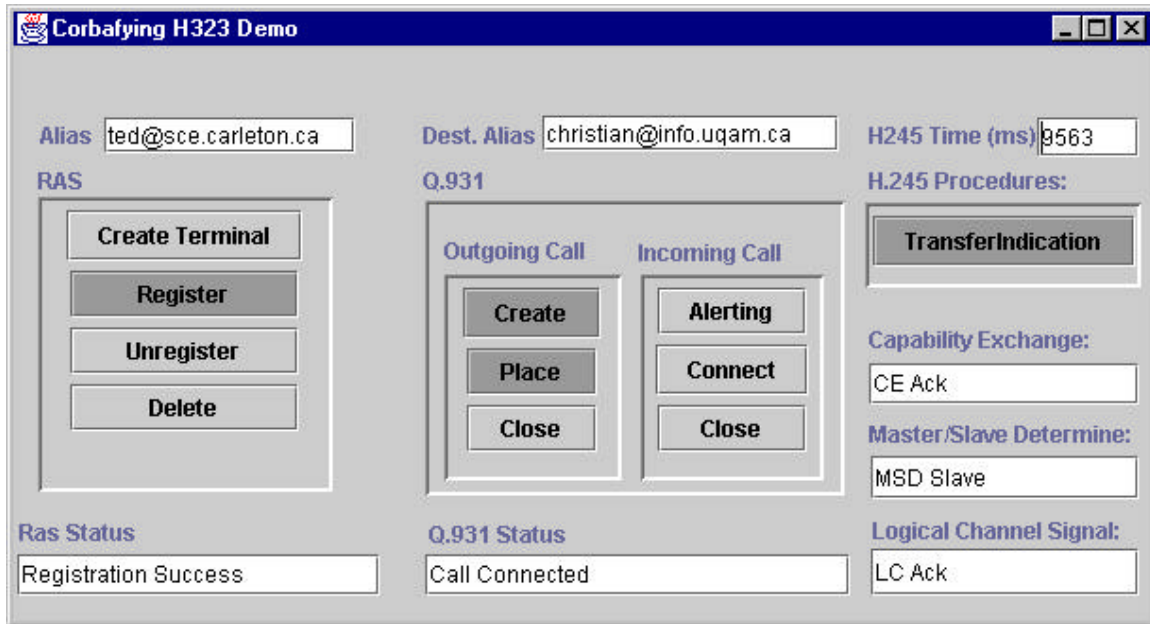 Corbafying H323 Demo
Alias ted@sce.carleton.ca
Dest. Alias christian@info.uqam.ca
H245 Time (ms) 9563
RAS
Create Terminal
Register
Unregister
Delete
Q.931
Outgoing Call
Create
Place
Close
Incoming Call
Alerting
Connect
Close
H.245 Procedures:
TransferIndication
Capability Exchange:
CE Ack
Master/Slave Determine:
MSD Slave
Ras Status
Registration Success
Q.931 Status
Call Connected
Logical Channel Signal:
LC Ack